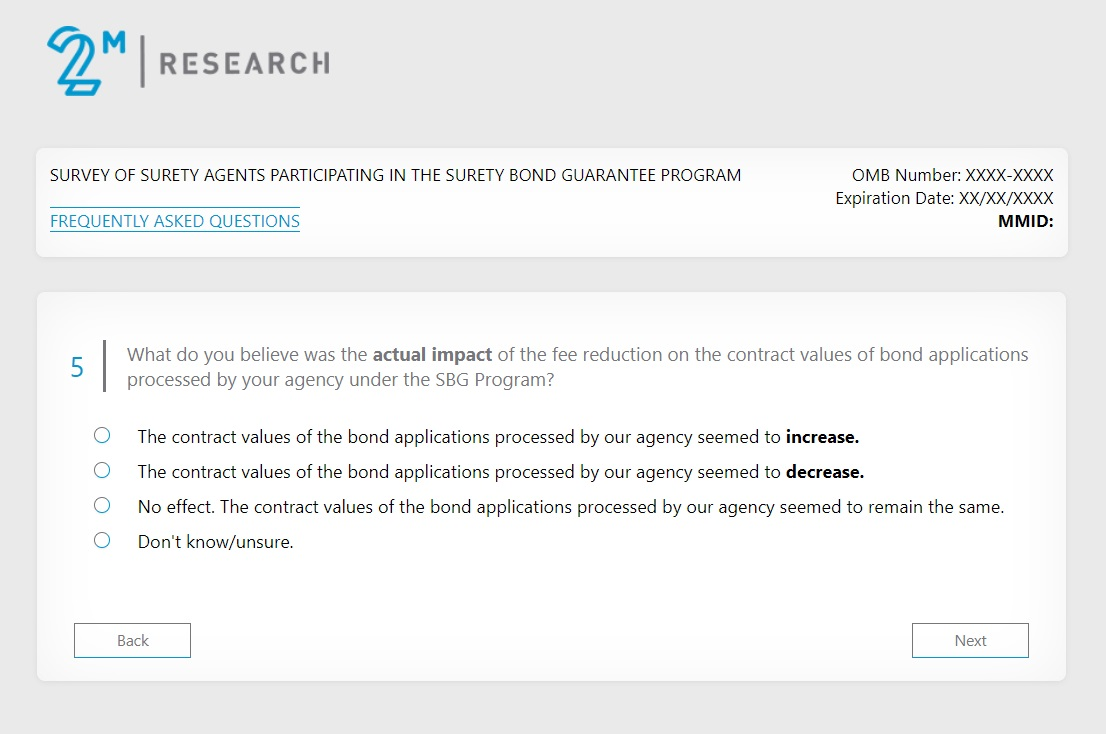 2M RESEARCH
SURVEY OF SURETY AGENTS PARTICIPATING IN THE SURETY BOND GUARANTEE PROGRAM
OMB Number: XXXX-XXXX
Expiration Date: XX/XX/XXXX
FREQUENTLY ASKED QUESTIONS
MMID:
5
What do you believe was the actual impact of the fee reduction on the contract values of bond applications
processed by your agency under the SBG Program?
The contract values of the bond applications processed by our agency seemed to increase.
The contract values of the bond applications processed by our agency seemed to decrease.
No effect. The contract values of the bond applications processed by our agency seemed to remain the same.
Don't know/unsure.
Back
Next